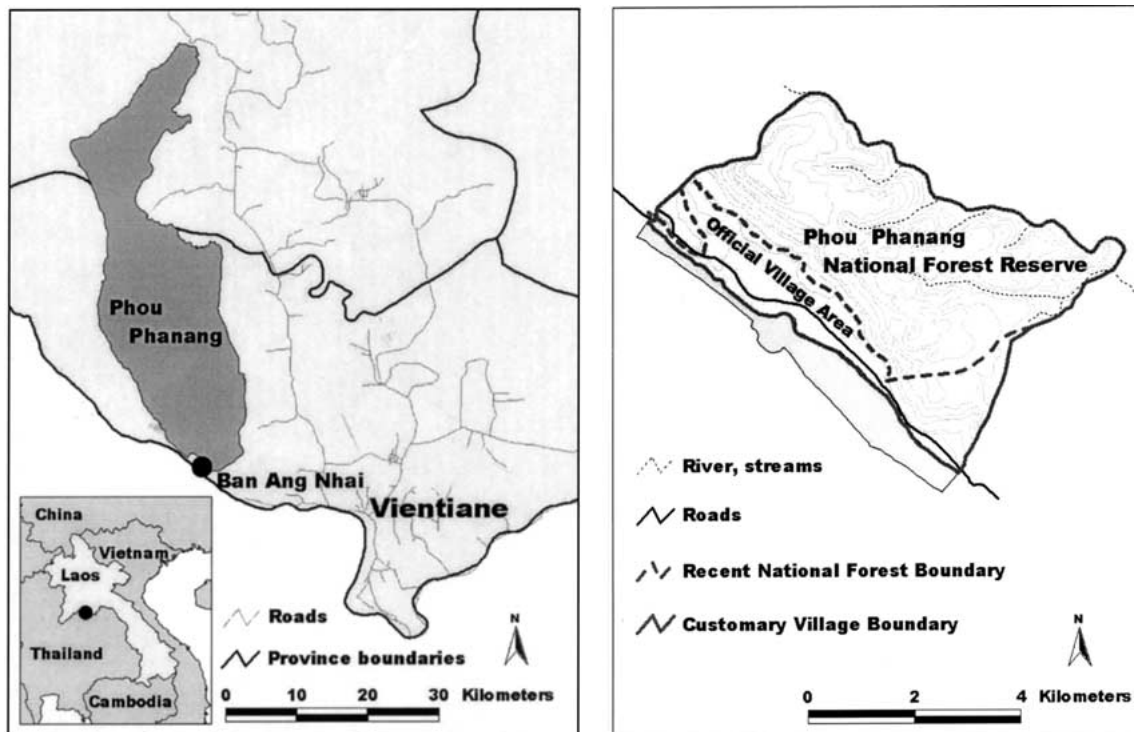 Phou
Phanang
Ban Ang Nhai
Vientiane
China
Vietnam
Laos
Thailand
Cambodia
Roads
Province boundaries
N
0 10 20 30 Kilometers
Official Village Area
Phou Phanang
National Forest Reserve
River, streams
Roads
Recent National Forest Boundary
Customary Village Boundary
N
0 2 4 Kilometers